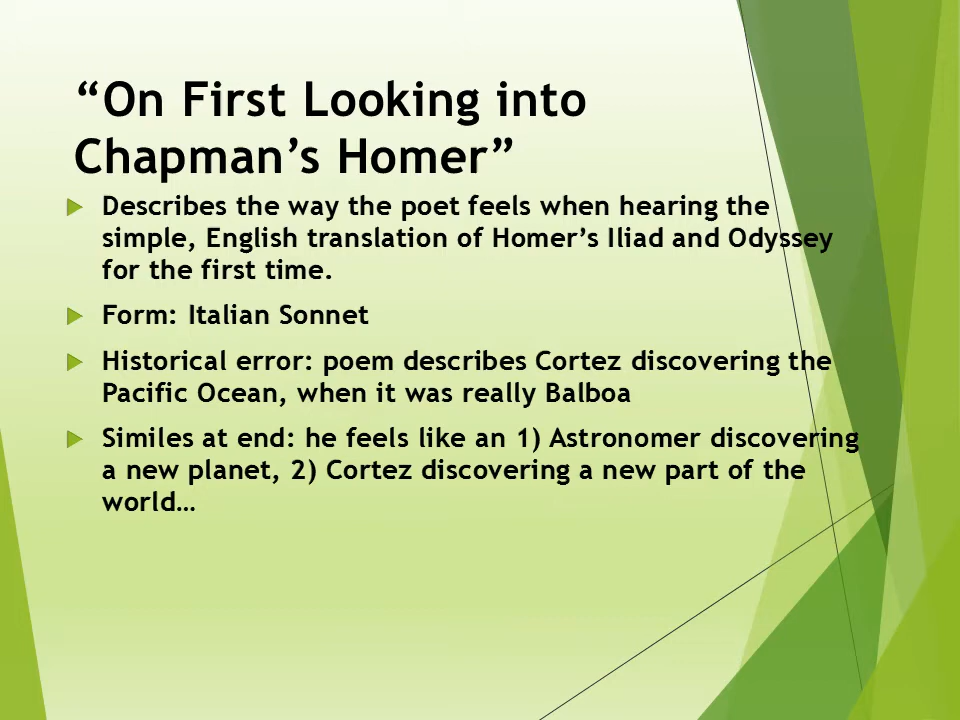 “On First Looking into
Chapman’s Homer”
Describes the way the poet feels when hearing the
simple, English translation of Homer’s Iliad and Odyssey
for the first time.
Form: Italian Sonnet
Historical error: poem describes Cortez discovering the
Pacific Ocean, when it was really Balboa
Similes at end: he feels like an 1) Astronomer discovering
a new planet, 2) Cortez discovering a new part of the
world…